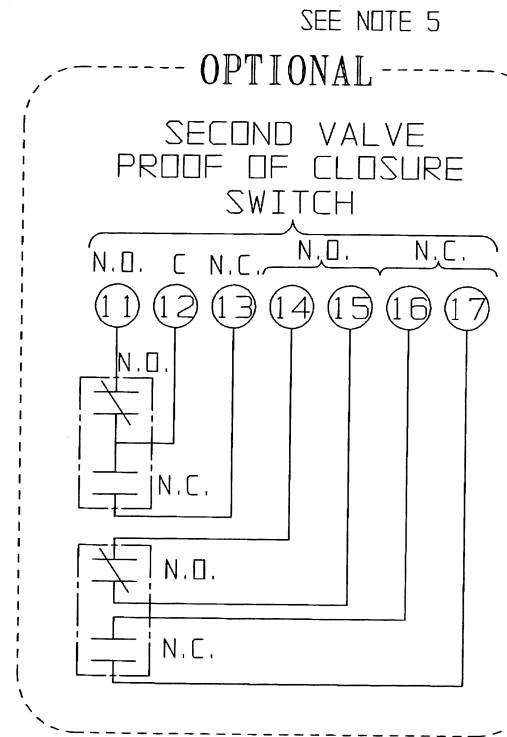 SEE NOTE 5
OPTIONAL
SECOND VALVE
PROOF OF CLOSURE
SWITCH
N.O. C N.C. N.O. N.C.
11 12 13 14 15 16 17
N.O.
N.C.
N.O.
N.C.